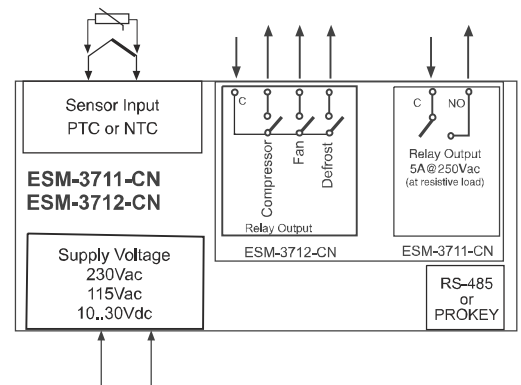 Sensor Input
PTC or NTC
ESM-3711-CN
ESM-3712-CN
Supply Voltage
230Vac
115Vac
10..30Vdc
C
Compressor
Fan
Defrost
Relay Output
ESM-3712-CN
C NO
Relay Output
5A@250Vac
(at resistive load)
ESM-3711-CN
RS-485
or
PROKEY